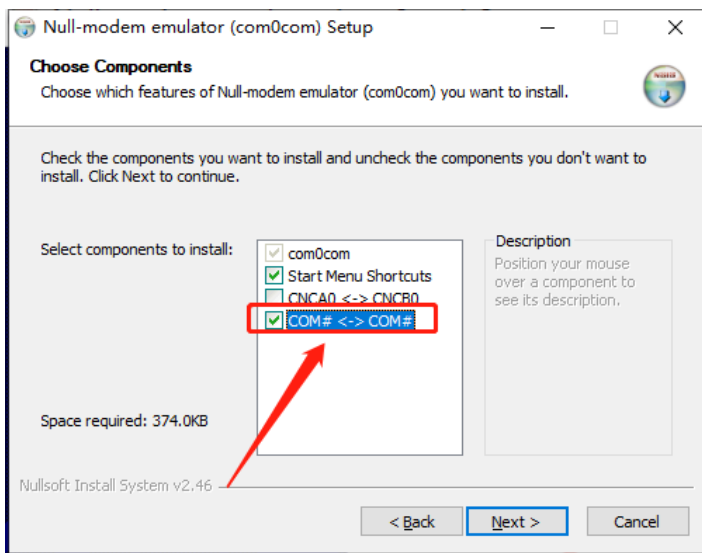 Null-modem emulator (com0com) Setup
Choose Components
Choose which features of Null-modem emulator (com0com) you want to install.
Check the components you want to install and uncheck the components you don't want to
install. Click Next to continue.
Select components to install:
com0com
Start Menu Shortcuts
CNCA0 <-> CNCB0
COM# <-> COM#
Description
Position your mouse
over a component to
see its description.
Space required: 374.0KB
Nullsoft Install System v2.46
< Back
Next >
Cancel